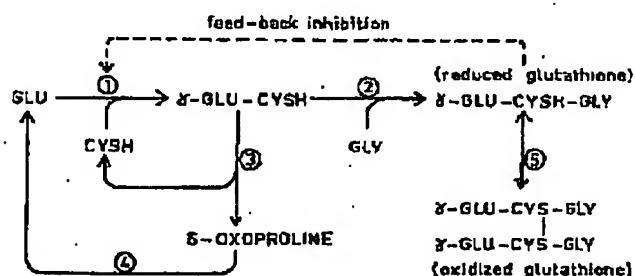 feed-back inhibition
① ②
(reduced glutathione)
GLU ɣ-GLU-CYSH ɣ-GLU-CYSH-GLY
CYSH ③ GLY ⑤
ɣ-GLU-CYS-GLY
δ-OXOPROLINE
ɣ-GLU-CYS-GLY
④ (oxidized glutathione)